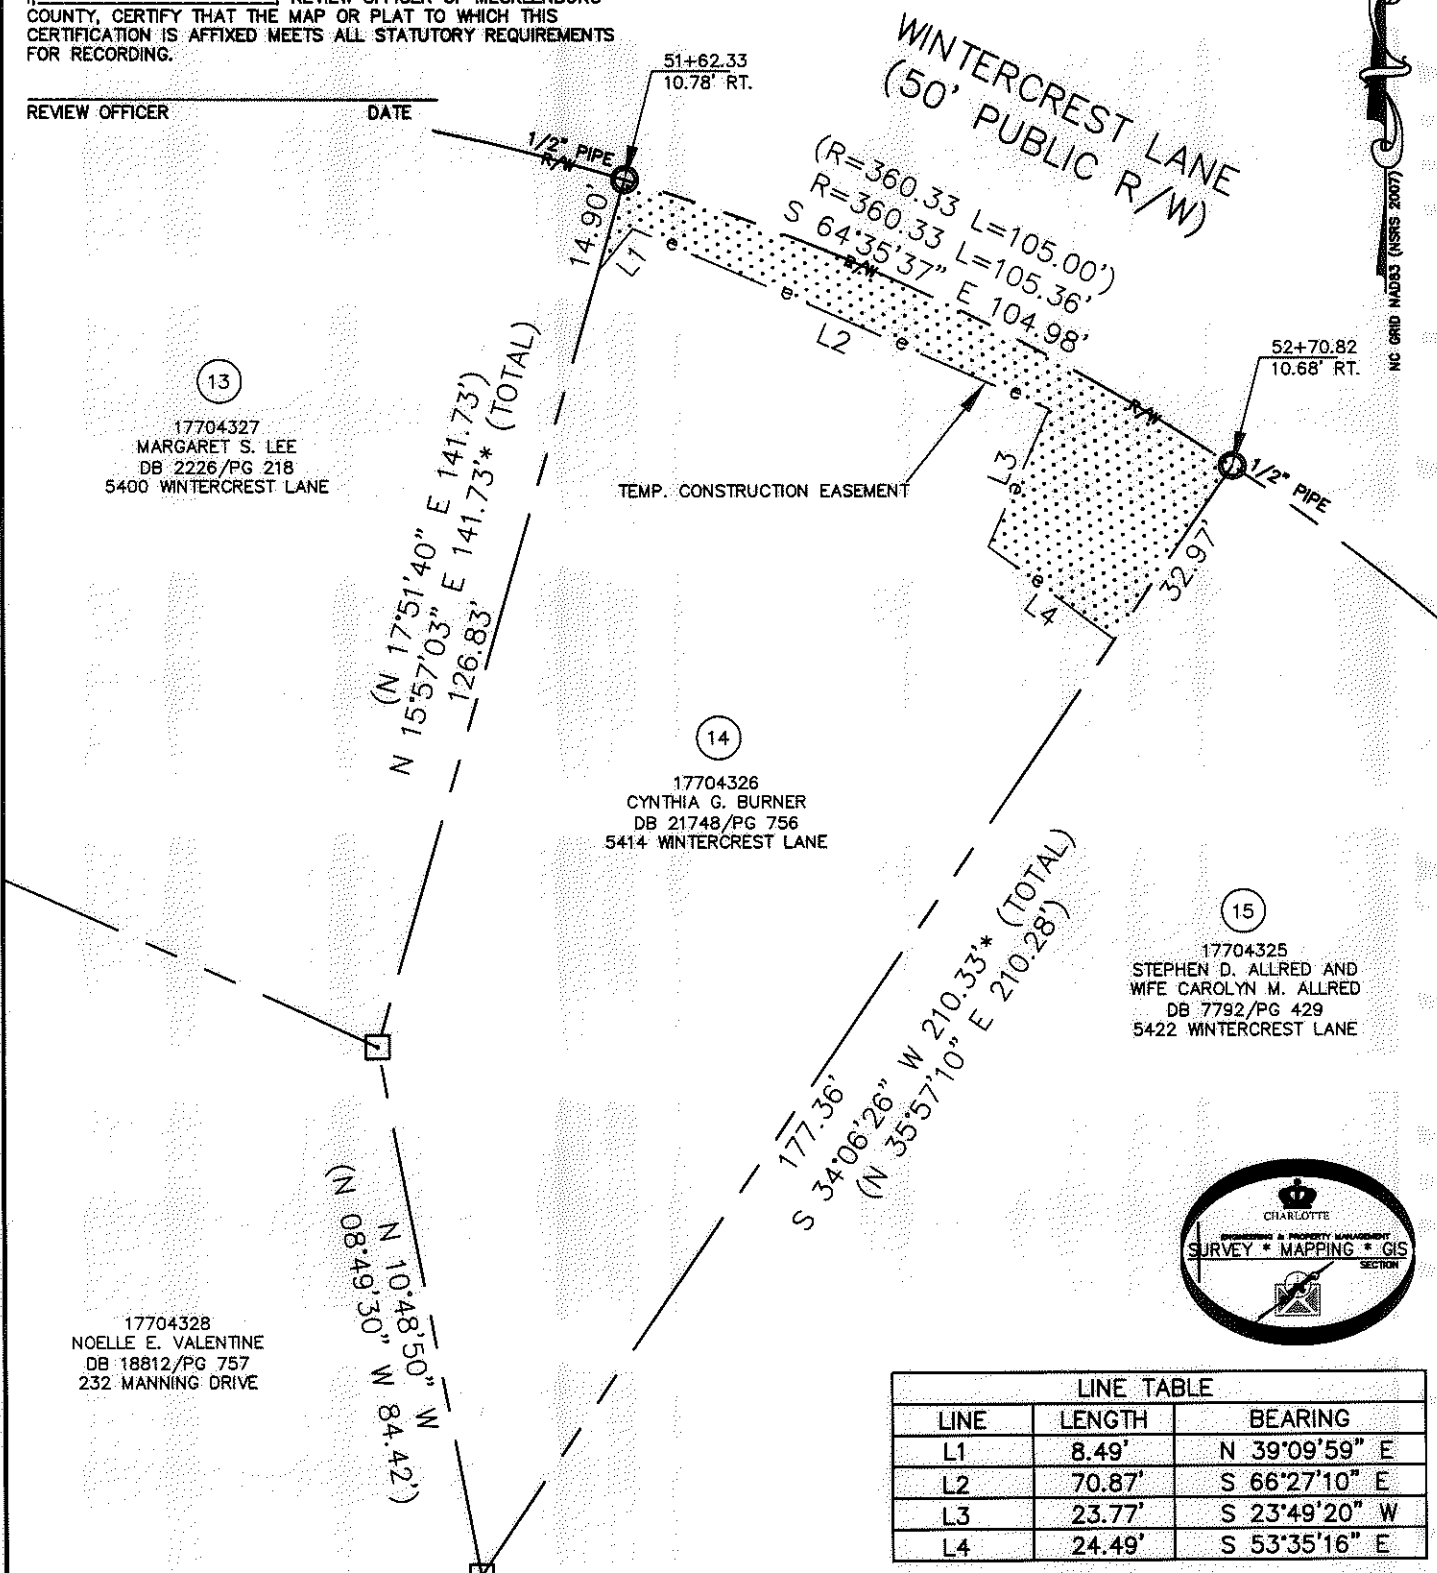 REVIEW OFFICER OF MECKLENBURG
COUNTY, CERTIFY THAT THE MAP OR PLAT TO WHICH THIS
CERTIFICATION IS AFFIXED MEETS ALL STATUTORY REQUIREMENTS
FOR RECORDING.
REVIEW OFFICER DATE
51+62.33
10.78' RT.
WINTERCREST LANE
(50' PUBLIC R/W)
1/2" PIPE
R/W
(R=360.33 L=105.00')
R=360.33 L=105.36'
S 64°35'37" E 104.98'
R/W
R/W
NC GRID NAD83 (NSRS 2007)
14.90'
L1
e
e
L2
e
e
52+70.82
10.68' RT.
1/2" PIPE
TEMP. CONSTRUCTION EASEMENT
L3
e
e
L4
32.97'
13
17704327
MARGARET S. LEE
DB 2226/PG 218
5400 WINTERCREST LANE
(N 17°51'40" E 141.73')
N 15°57'03" E 141.73'* (TOTAL)
126.83'
14
17704326
CYNTHIA G. BURNER
DB 21748/PG 756
5414 WINTERCREST LANE
15
17704325
STEPHEN D. ALLRED AND
WIFE CAROLYN M. ALLRED
DB 7792/PG 429
5422 WINTERCREST LANE
177.36'
S 34°06'26" W 210.33'* (TOTAL)
(N 35°57'10" E 210.28')
N 10°48'50" W
(N 08°49'30" W 84.42')
17704328
NOELLE E. VALENTINE
DB 18812/PG 757
232 MANNING DRIVE
CHARLOTTE
ENGINEERING & PROPERTY MANAGEMENT
SURVEY * MAPPING * GIS
SECTION
LINE TABLE
LINE LENGTH BEARING
L1 8.49' N 39°09'59" E
L2 70.87' S 66°27'10" E
L3 23.77' S 23°49'20" W
L4 24.49' S 53°35'16" E